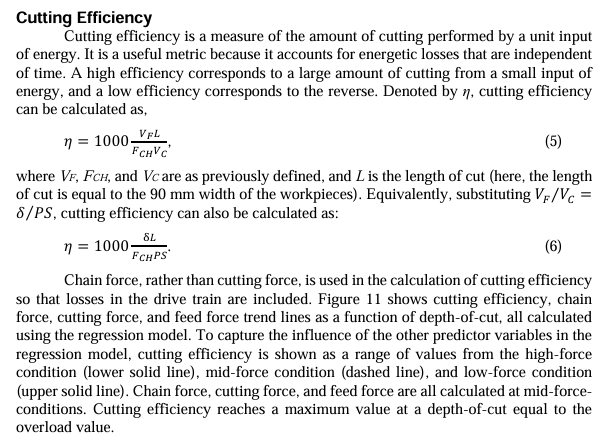 Cutting Efficiency
Cutting efficiency is a measure of the amount of cutting performed by a unit input
of energy. It is a useful metric because it accounts for energetic losses that are independent
of time. A high efficiency corresponds to a large amount of cutting from a small input of
energy, and a low efficiency corresponds to the reverse. Denoted by η, cutting efficiency
can be calculated as,
η = 1000 V_F L / F_CH V_C, (5)
where VF, FCH, and VC are as previously defined, and L is the length of cut (here, the length
of cut is equal to the 90 mm width of the workpieces). Equivalently, substituting V_F/V_C =
δ/PS, cutting efficiency can also be calculated as:
η = 1000 δL / F_CH PS. (6)
Chain force, rather than cutting force, is used in the calculation of cutting efficiency
so that losses in the drive train are included. Figure 11 shows cutting efficiency, chain
force, cutting force, and feed force trend lines as a function of depth-of-cut, all calculated
using the regression model. To capture the influence of the other predictor variables in the
regression model, cutting efficiency is shown as a range of values from the high-force
condition (lower solid line), mid-force condition (dashed line), and low-force condition
(upper solid line). Chain force, cutting force, and feed force are all calculated at mid-force-
conditions. Cutting efficiency reaches a maximum value at a depth-of-cut equal to the
overload value.